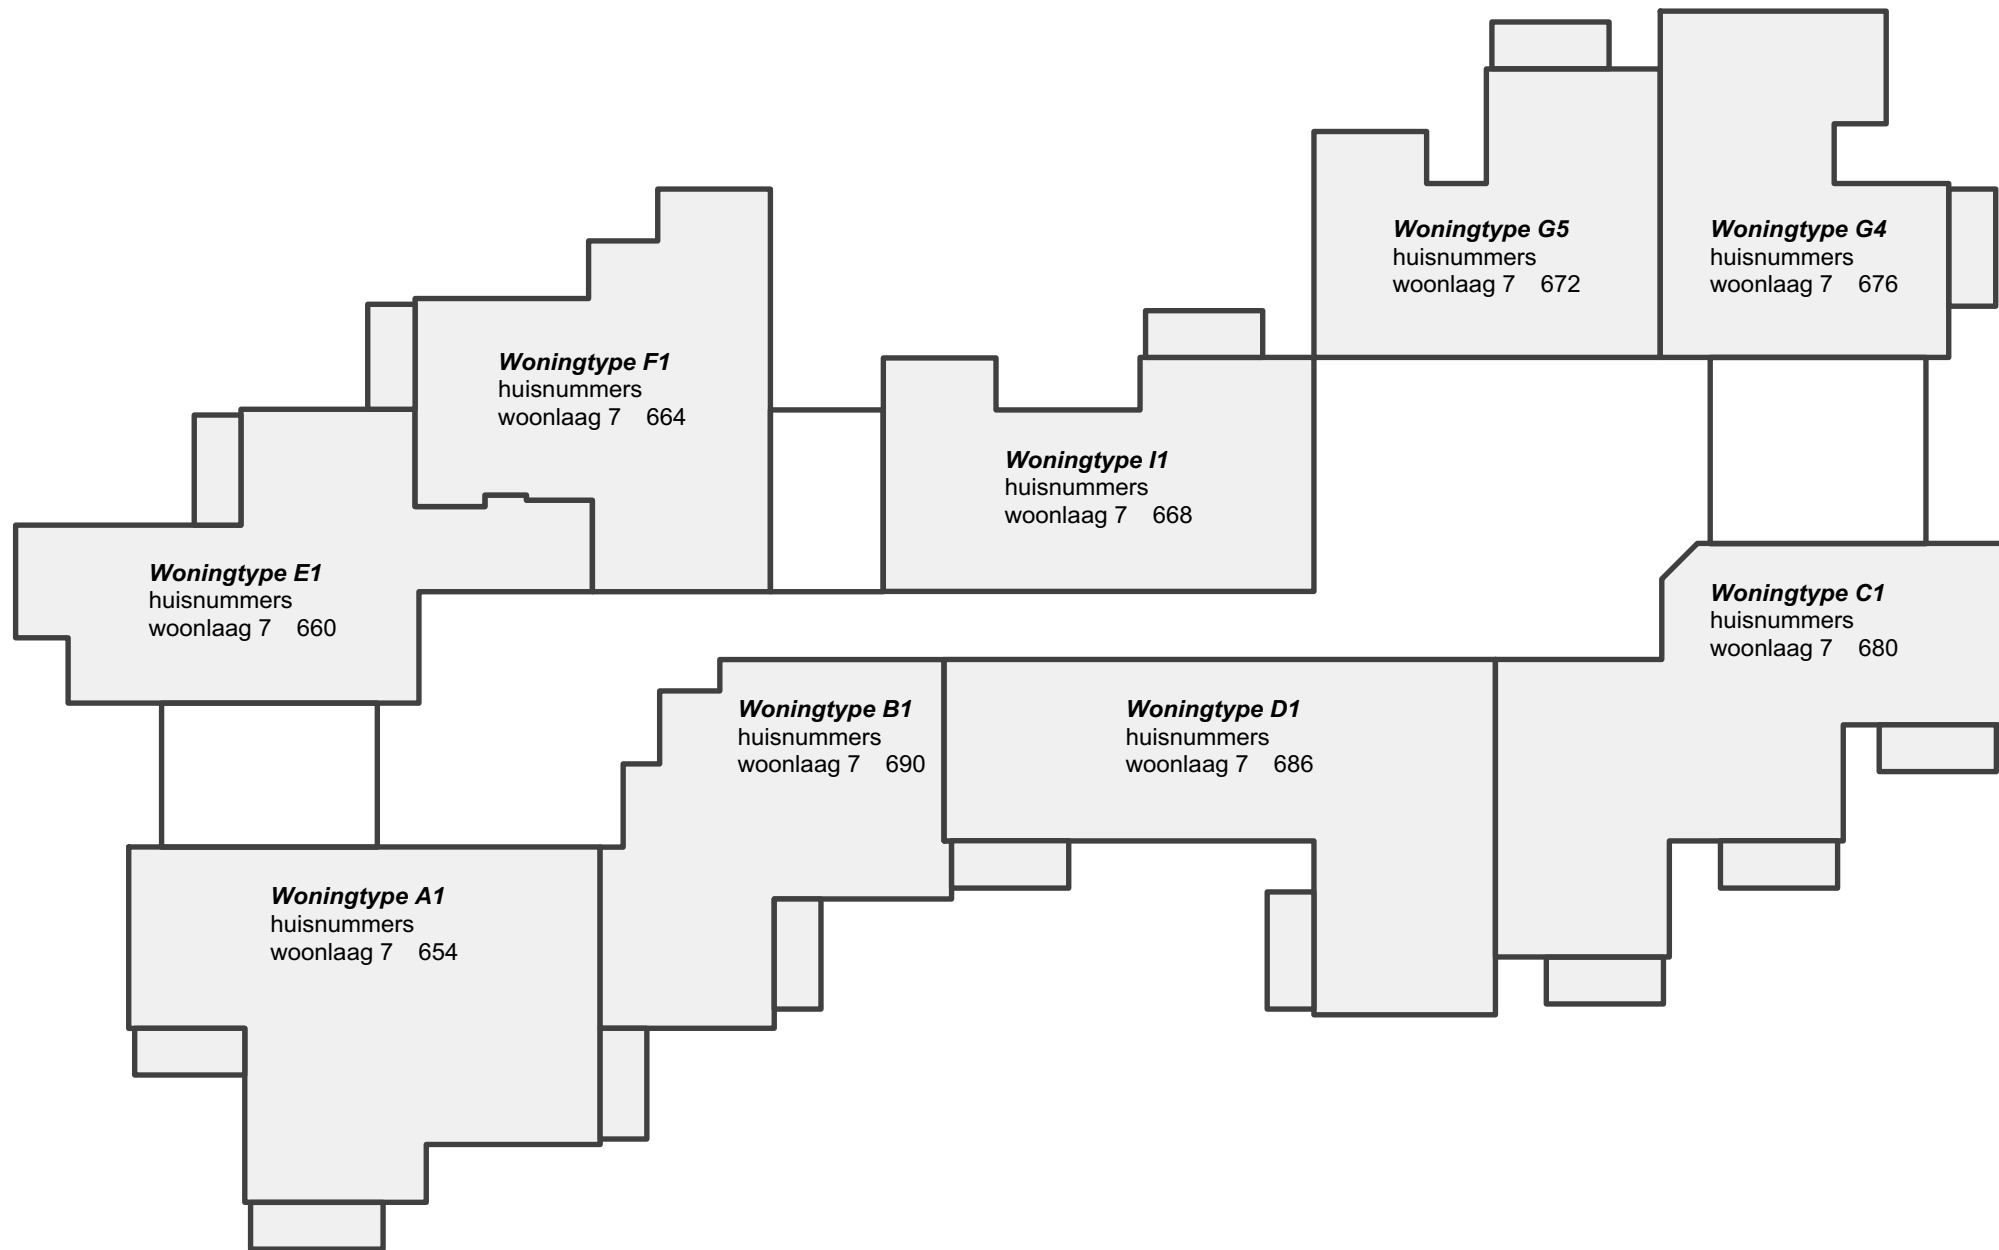 Woningtype G5
huisnummers
woonlaag 7 672
Woningtype G4
huisnummers
woonlaag 7 676
Woningtype F1
huisnummers
woonlaag 7 664
Woningtype I1
huisnummers
woonlaag 7 668
Woningtype E1
huisnummers
woonlaag 7 660
Woningtype C1
huisnummers
woonlaag 7 680
Woningtype B1
huisnummers
woonlaag 7 690
Woningtype D1
huisnummers
woonlaag 7 686
Woningtype A1
huisnummers
woonlaag 7 654